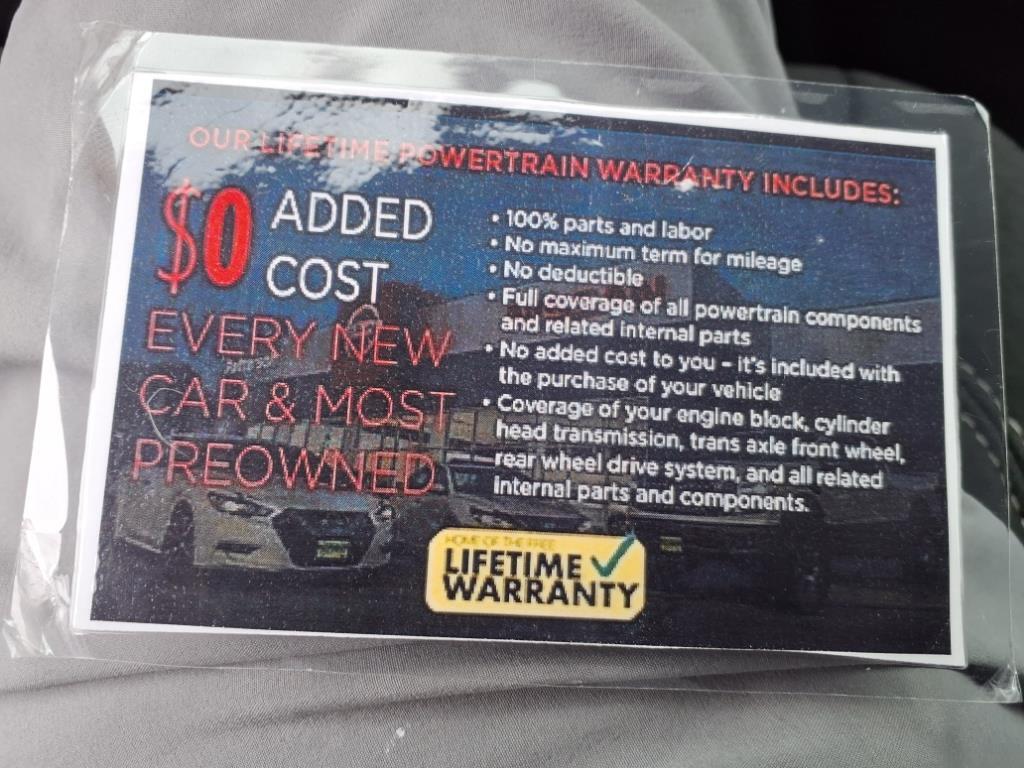 OUR LIFETIME POWERTRAIN WARRANTY INCLUDES:
$0 ADDED
COST
EVERY NEW
CAR & MOST
PREOWNED
• 100% parts and labor
• No maximum term for mileage
• No deductible
• Full coverage of all powertrain components
and related internal parts
• No added cost to you – it's included with
the purchase of your vehicle
• Coverage of your engine block, cylinder
head transmission, trans axle front wheel,
rear wheel drive system, and all related
internal parts and components.
HOME OF THE FREE
LIFETIME
WARRANTY